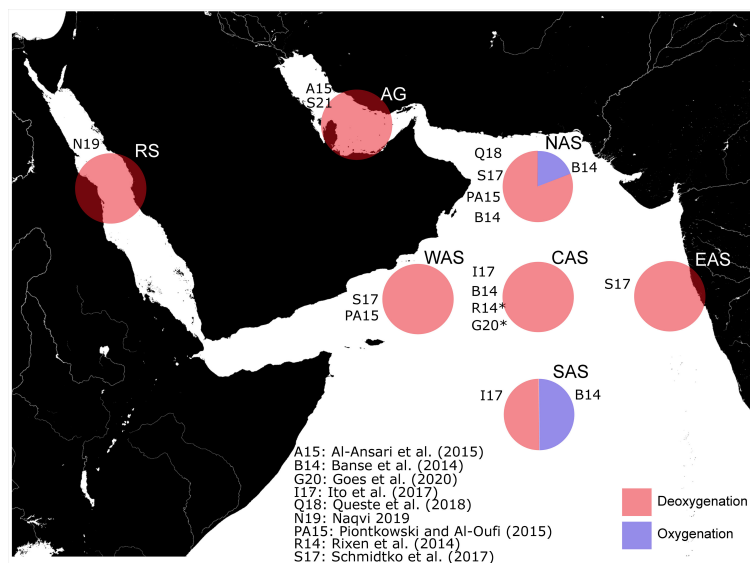 A15
S21
AG
N19
RS
NAS
Q18
S17
PA15
B14
B14
WAS
S17
PA15
CAS
I17
B14
R14*
G20*
EAS
S17
SAS
I17
B14
A15: Al-Ansari et al. (2015)
B14: Banse et al. (2014)
G20: Goes et al. (2020)
I17: Ito et al. (2017)
Q18: Queste et al. (2018)
N19: Naqvi 2019
PA15: Piontkowski and Al-Oufi (2015)
R14: Rixen et al. (2014)
S17: Schmidtko et al. (2017)
Deoxygenation
Oxygenation